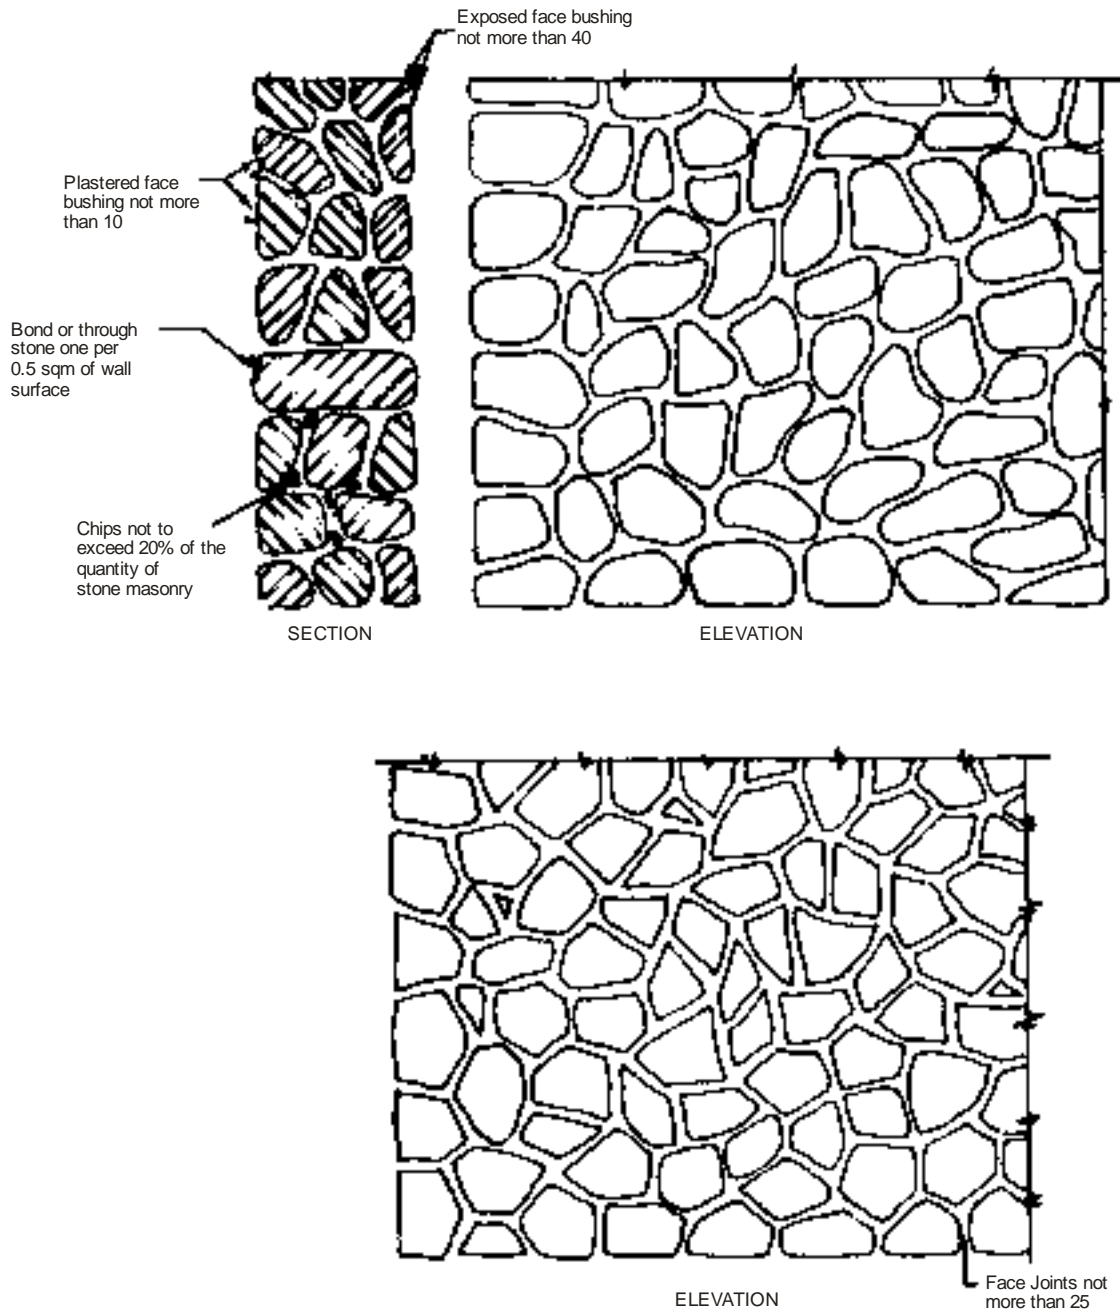 Exposed face bushing
not more than 40
Plastered face
bushing not more
than 10
Bond or through
stone one per
0.5 sqm of wall
surface
Chips not to
exceed 20% of the
quantity of
stone masonry
SECTION
ELEVATION
Face Joints not
more than 25
ELEVATION